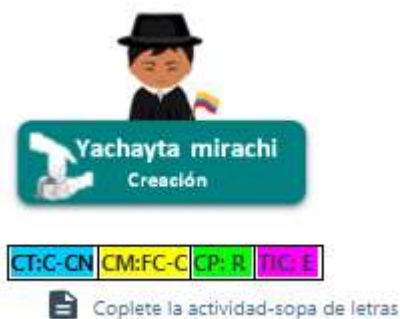 Yachayta mirachi
Creación
CT:C-CN CM:FC-C CP: R TIC: E
Coplete la actividad-sopa de letras